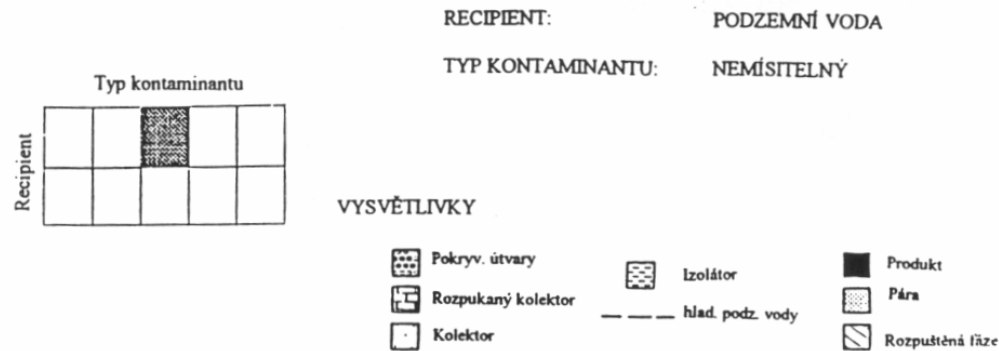 RECIPIENT: PODZEMNÍ VODA
TYP KONTAMINANTU: NEMÍSITELNÝ
Typ kontaminantu
Recipient
VYSVĚTLIVKY
Pokryv. útvary
Rozpukaný kolektor
Kolektor
Izolátor
hlad. podz. vody
Produkt
Pára
Rozpuštěná fáze